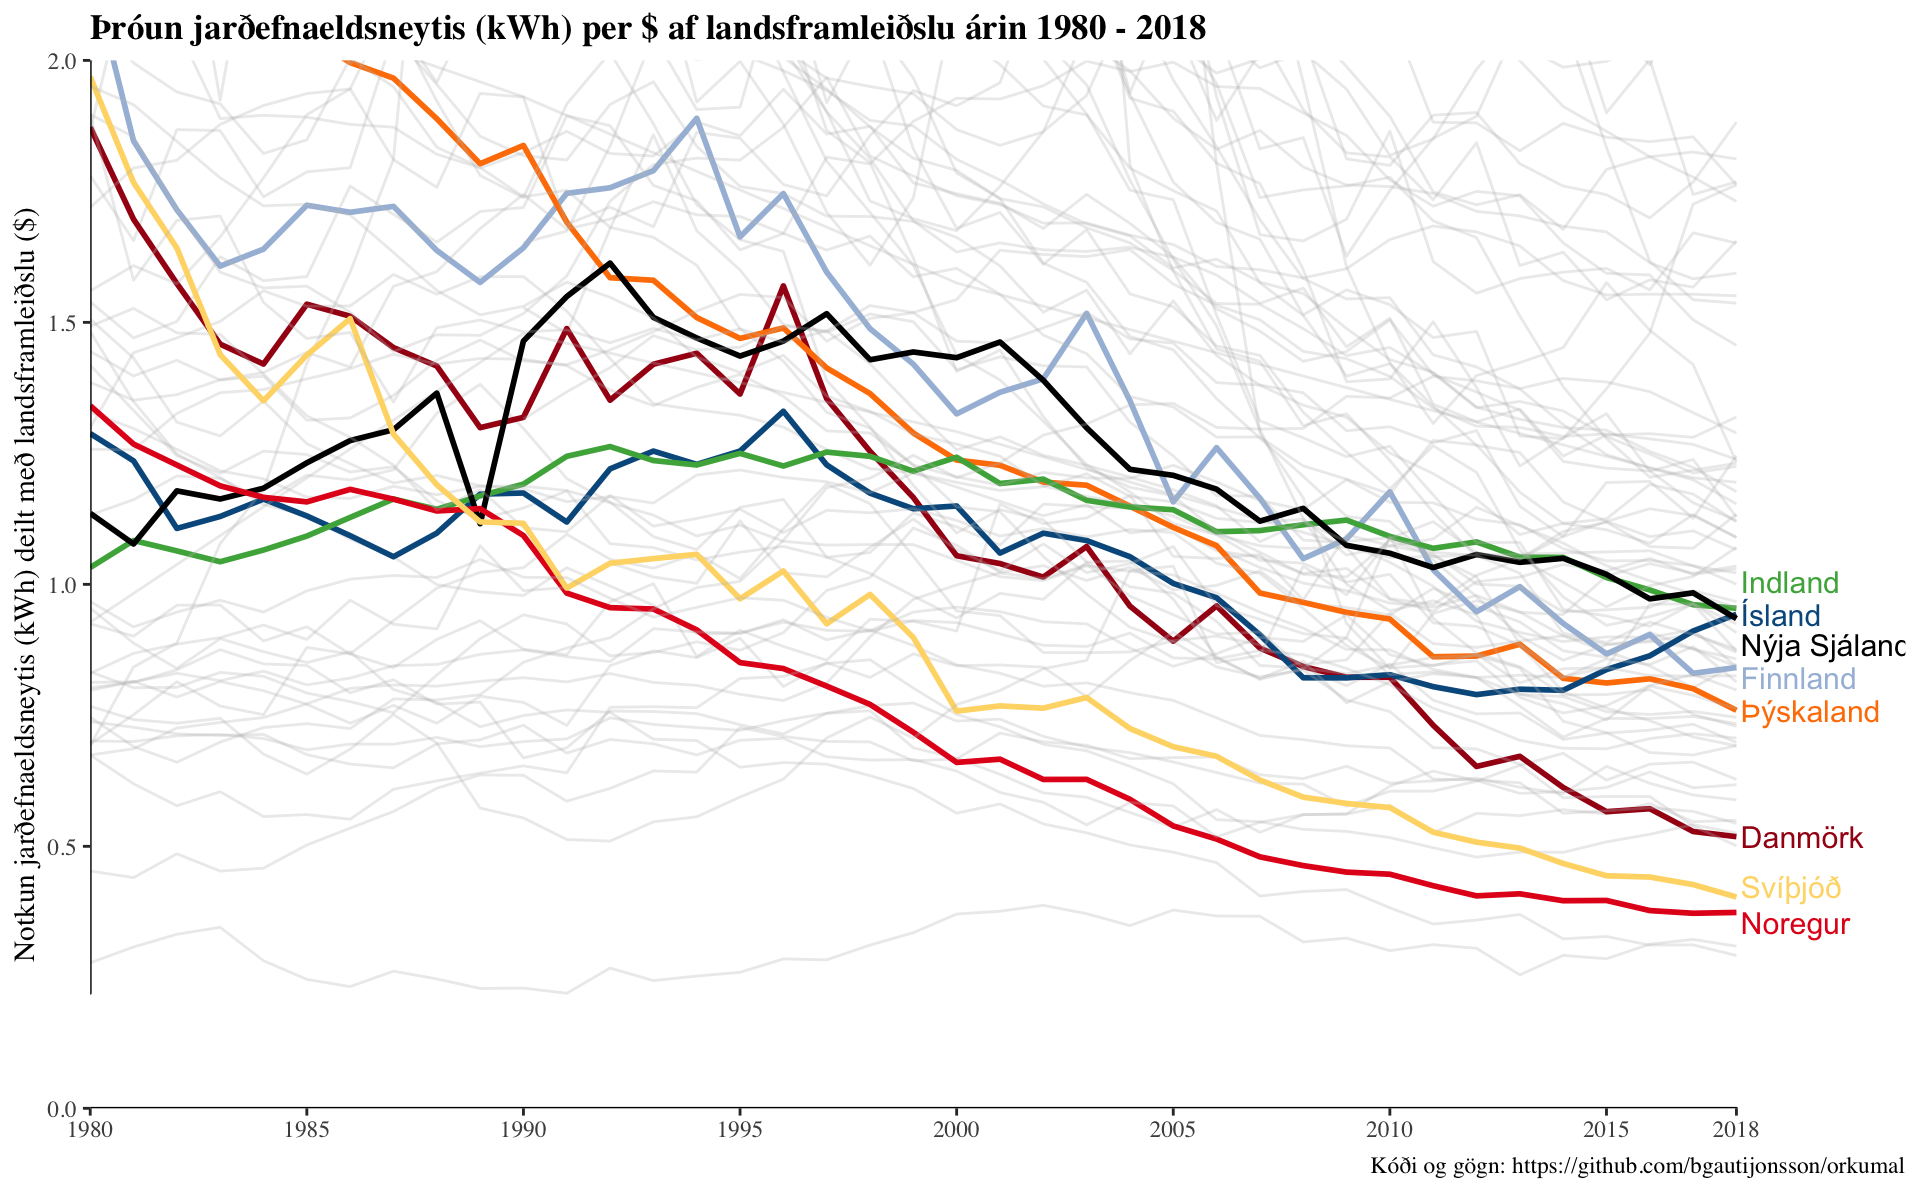 Þróun jarðefnaeldsneytis (kWh) per $ af landsframleiðslu árin 1980 - 2018
Notkun jarðefnaeldsneytis (kWh) deilt með landsframleiðslu ($)
2.0
1.5
1.0
0.5
0.0
1980
1985
1990
1995
2000
2005
2010
2015
2018
Indland
Ísland
Nýja Sjáland
Finnland
Þýskaland
Danmörk
Svíþjóð
Noregur
Kóði og gögn: https://github.com/bgautijonsson/orkumal